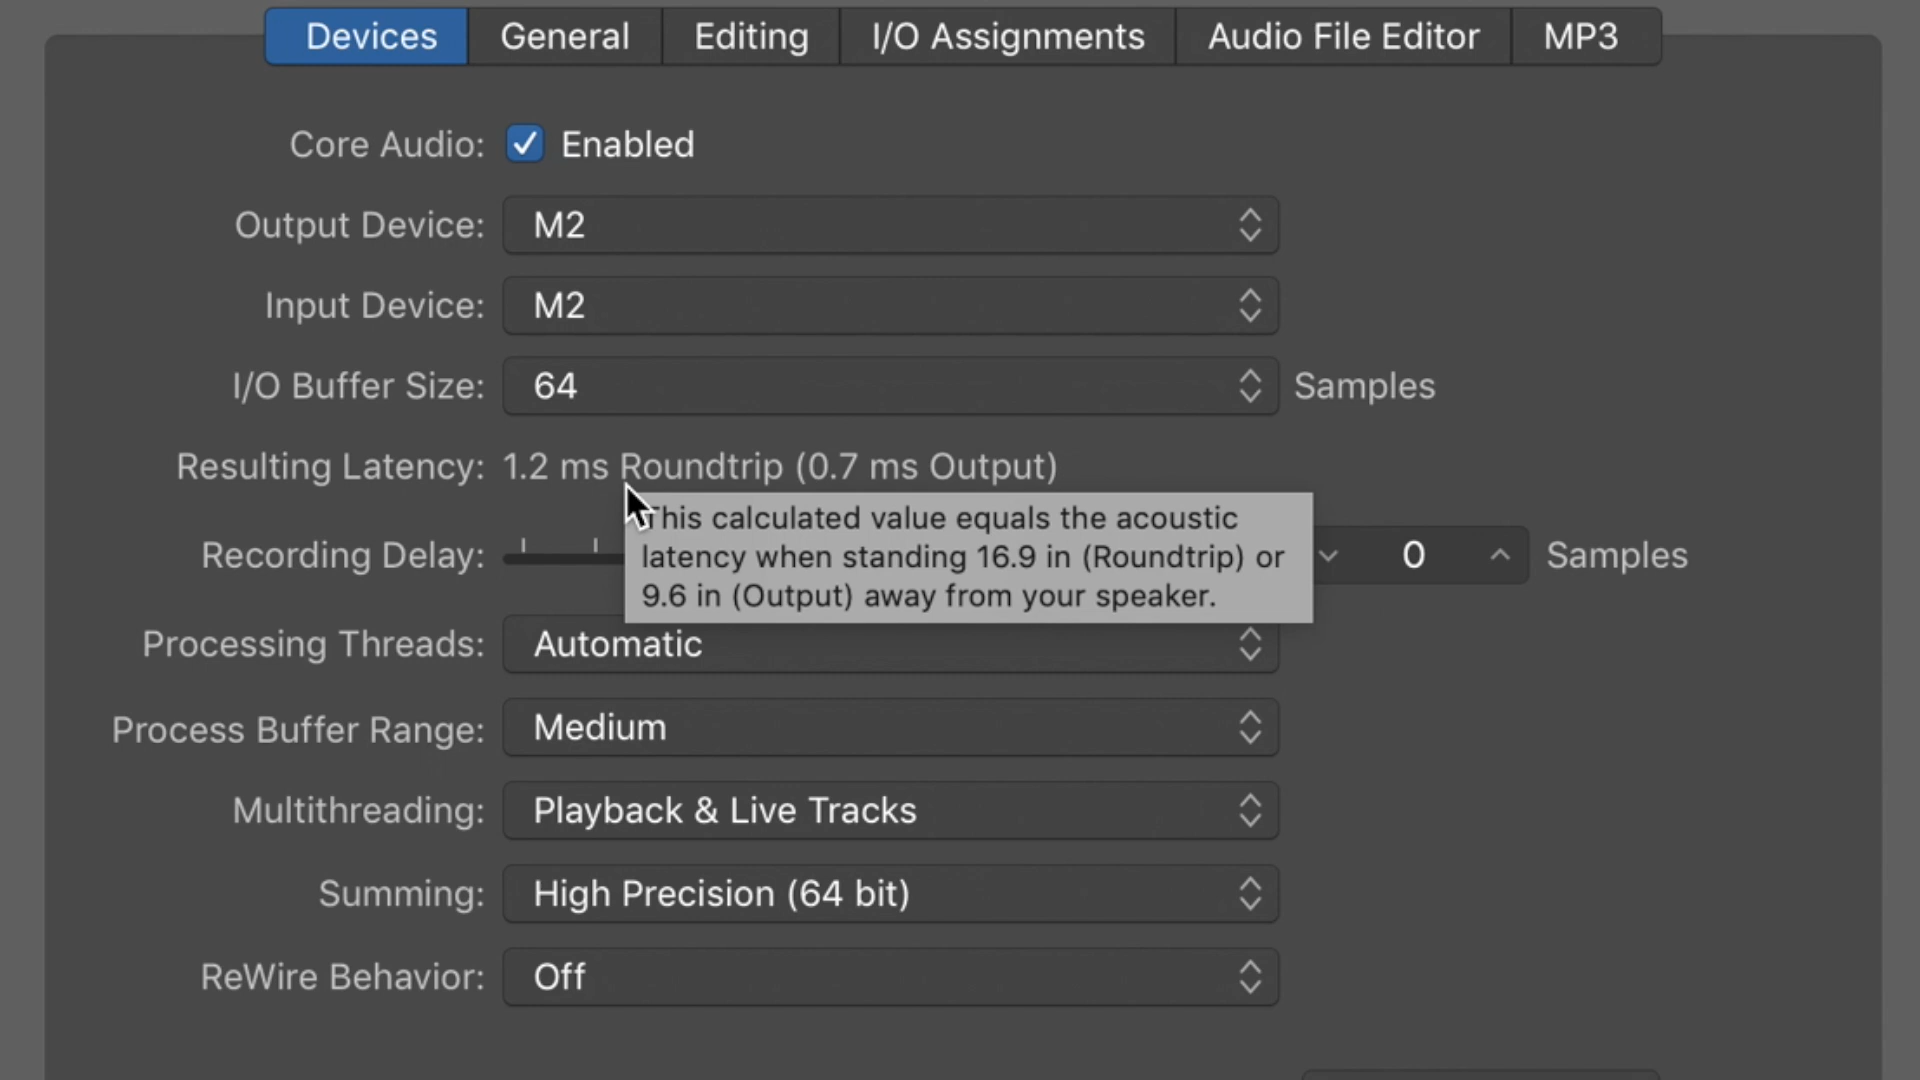 Devices General Editing I/O Assignments Audio File Editor MP3
Core Audio: Enabled
Output Device: M2
Input Device: M2
I/O Buffer Size: 64 Samples
Resulting Latency: 1.2 ms Roundtrip (0.7 ms Output)
This calculated value equals the acoustic
latency when standing 16.9 in (Roundtrip) or
9.6 in (Output) away from your speaker.
Recording Delay: 0 Samples
Processing Threads: Automatic
Process Buffer Range: Medium
Multithreading: Playback & Live Tracks
Summing: High Precision (64 bit)
ReWire Behavior: Off